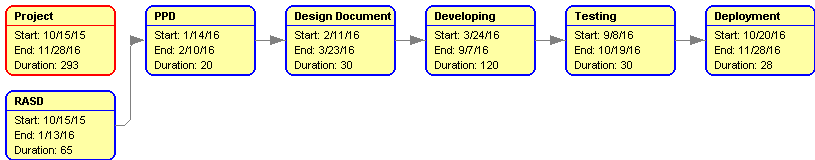 Project
Start: 10/15/15
End: 11/28/16
Duration: 293
PPD
Start: 1/14/16
End: 2/10/16
Duration: 20
Design Document
Start: 2/11/16
End: 3/23/16
Duration: 30
Developing
Start: 3/24/16
End: 9/7/16
Duration: 120
Testing
Start: 9/8/16
End: 10/19/16
Duration: 30
Deployment
Start: 10/20/16
End: 11/28/16
Duration: 28
RASD
Start: 10/15/15
End: 1/13/16
Duration: 65